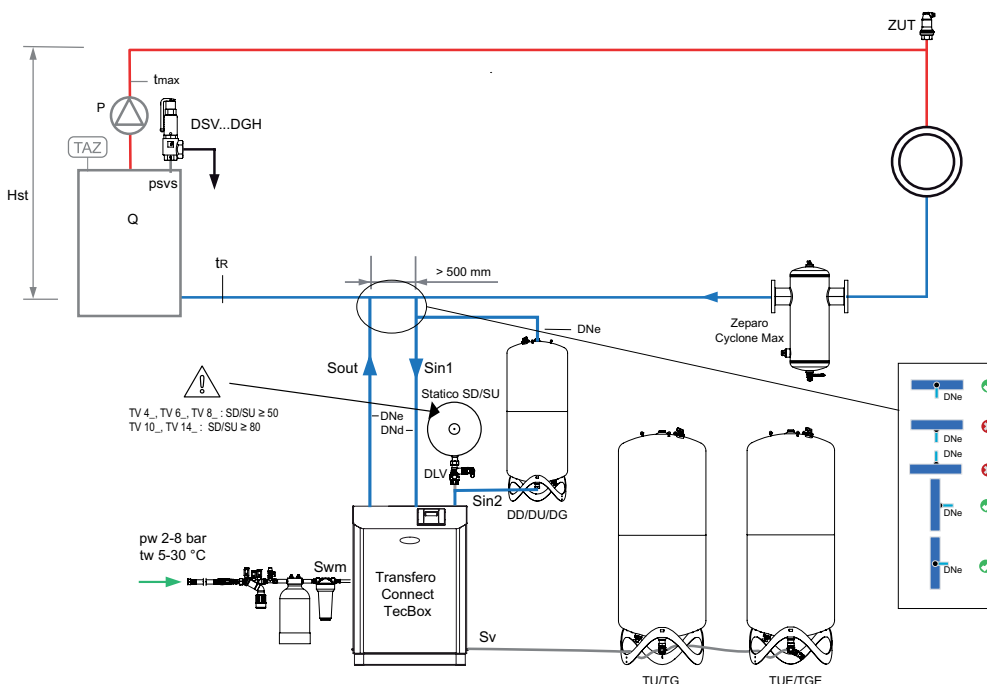 ZUT
tmax
P
DSV...DGH
TAZ
psvs
Hst
Q
tR
> 500 mm
DNe
Zeparo
Cyclone Max
Sout
Sin1
Statico SD/SU
TV 4_, TV 6_, TV 8_ : SD/SU ≥ 50
TV 10_, TV 14_ : SD/SU ≥ 80
DNe
DNd
DLV
Sin2
DD/DU/DG
DNe
DNe
DNe
DNe
DNe
pw 2-8 bar
tw 5-30 °C
Swm
Transfero
Connect
TecBox
Sv
TU/TG
TUE/TGE